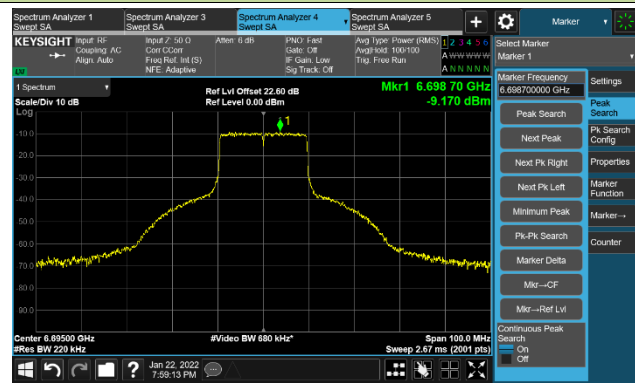 Spectrum Analyzer 1
Swept SA
Spectrum Analyzer 3
Swept SA
Spectrum Analyzer 4
Swept SA
Spectrum Analyzer 5
Swept SA
+
Marker
KEYSIGHT
Input: RF
Coupling: AC
Align: Auto
Input Z: 50 Ω
Corr CCorr
Freq Ref: Int (S)
NFE: Adaptive
Atten: 6 dB
PNO: Fast
Gate: Off
IF Gain: Low
Sig Track: Off
Avg Type: Power (RMS)
Avg|Hold: 100/100
Trig: Free Run
1 2 3 4 5 6
A W W W W W
A N N N N N
Select Marker
Marker 1
1 Spectrum
Scale/Div 10 dB
Log
Ref Lvl Offset 22.60 dB
Ref Level 0.00 dBm
Mkr1 6.698 70 GHz
-9.170 dBm
1
-10.0
-20.0
-30.0
-40.0
-50.0
-60.0
-70.0
-80.0
-90.0
Center 6.69500 GHz
#Res BW 220 kHz
#Video BW 680 kHz*
Span 100.0 MHz
Sweep 2.67 ms (2001 pts)
Marker Frequency
6.698700000 GHz
Peak Search
Next Peak
Next Pk Right
Next Pk Left
Minimum Peak
Pk-Pk Search
Marker Delta
Mkr→CF
Mkr→Ref Lvl
Continuous Peak
Search
On
Off
Settings
Peak
Search
Pk Search
Config
Properties
Marker
Function
Marker→
Counter
?
Jan 22, 2022
7:59:13 PM